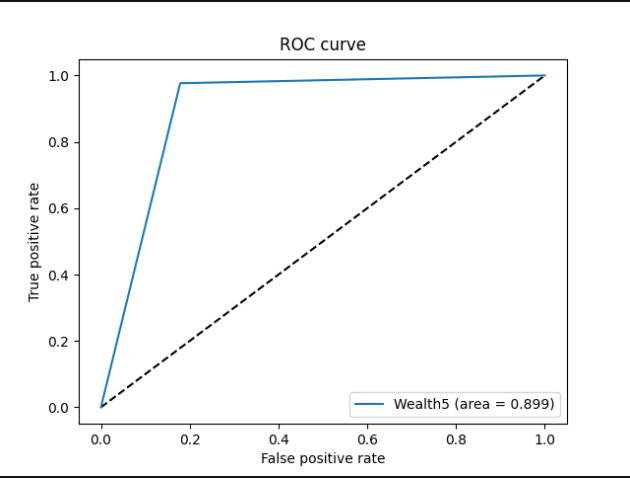 ROC curve
True positive rate
1.0
0.8
0.6
0.4
0.2
0.0
Wealth5 (area = 0.899)
0.0 0.2 0.4 0.6 0.8 1.0
False positive rate